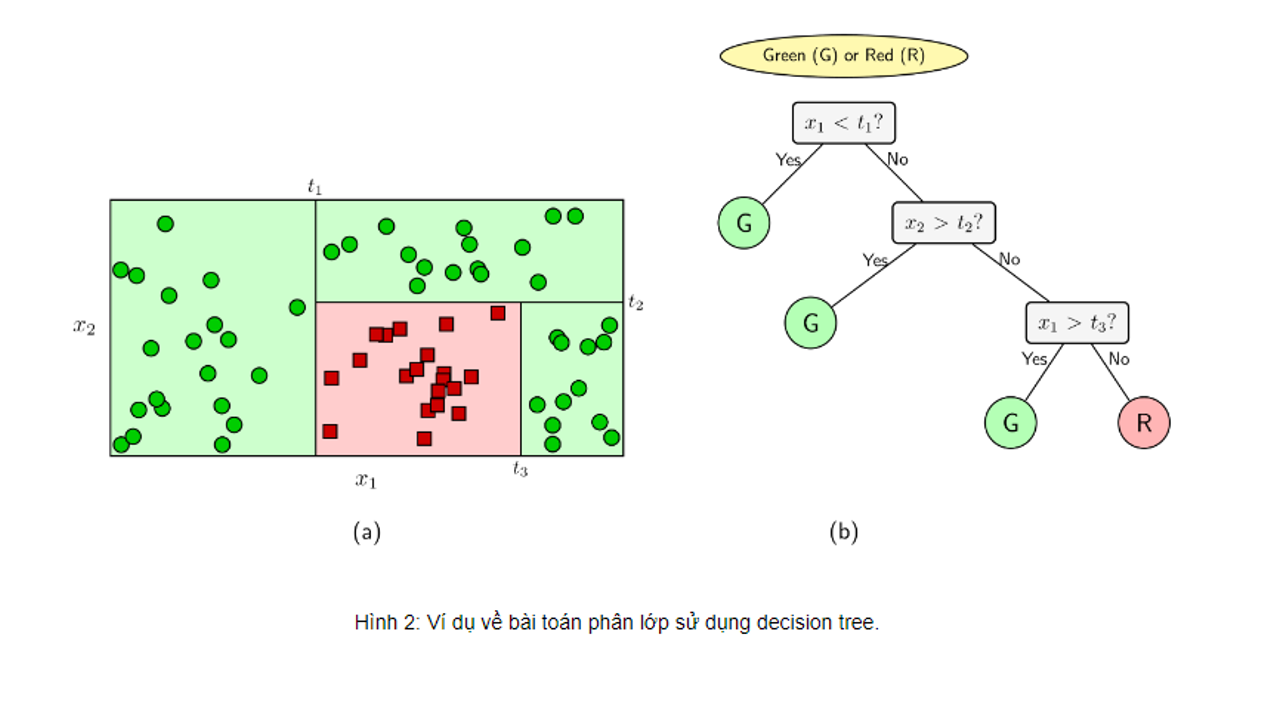 Green (G) or Red (R)
x₁ < t₁?
Yes
No
G
x₂ > t₂?
Yes
No
G
x₁ > t₃?
Yes
No
G
R
t₁
t₂
x₂
t₃
x₁
(a)
(b)
Hình 2: Ví dụ về bài toán phân lớp sử dụng decision tree.